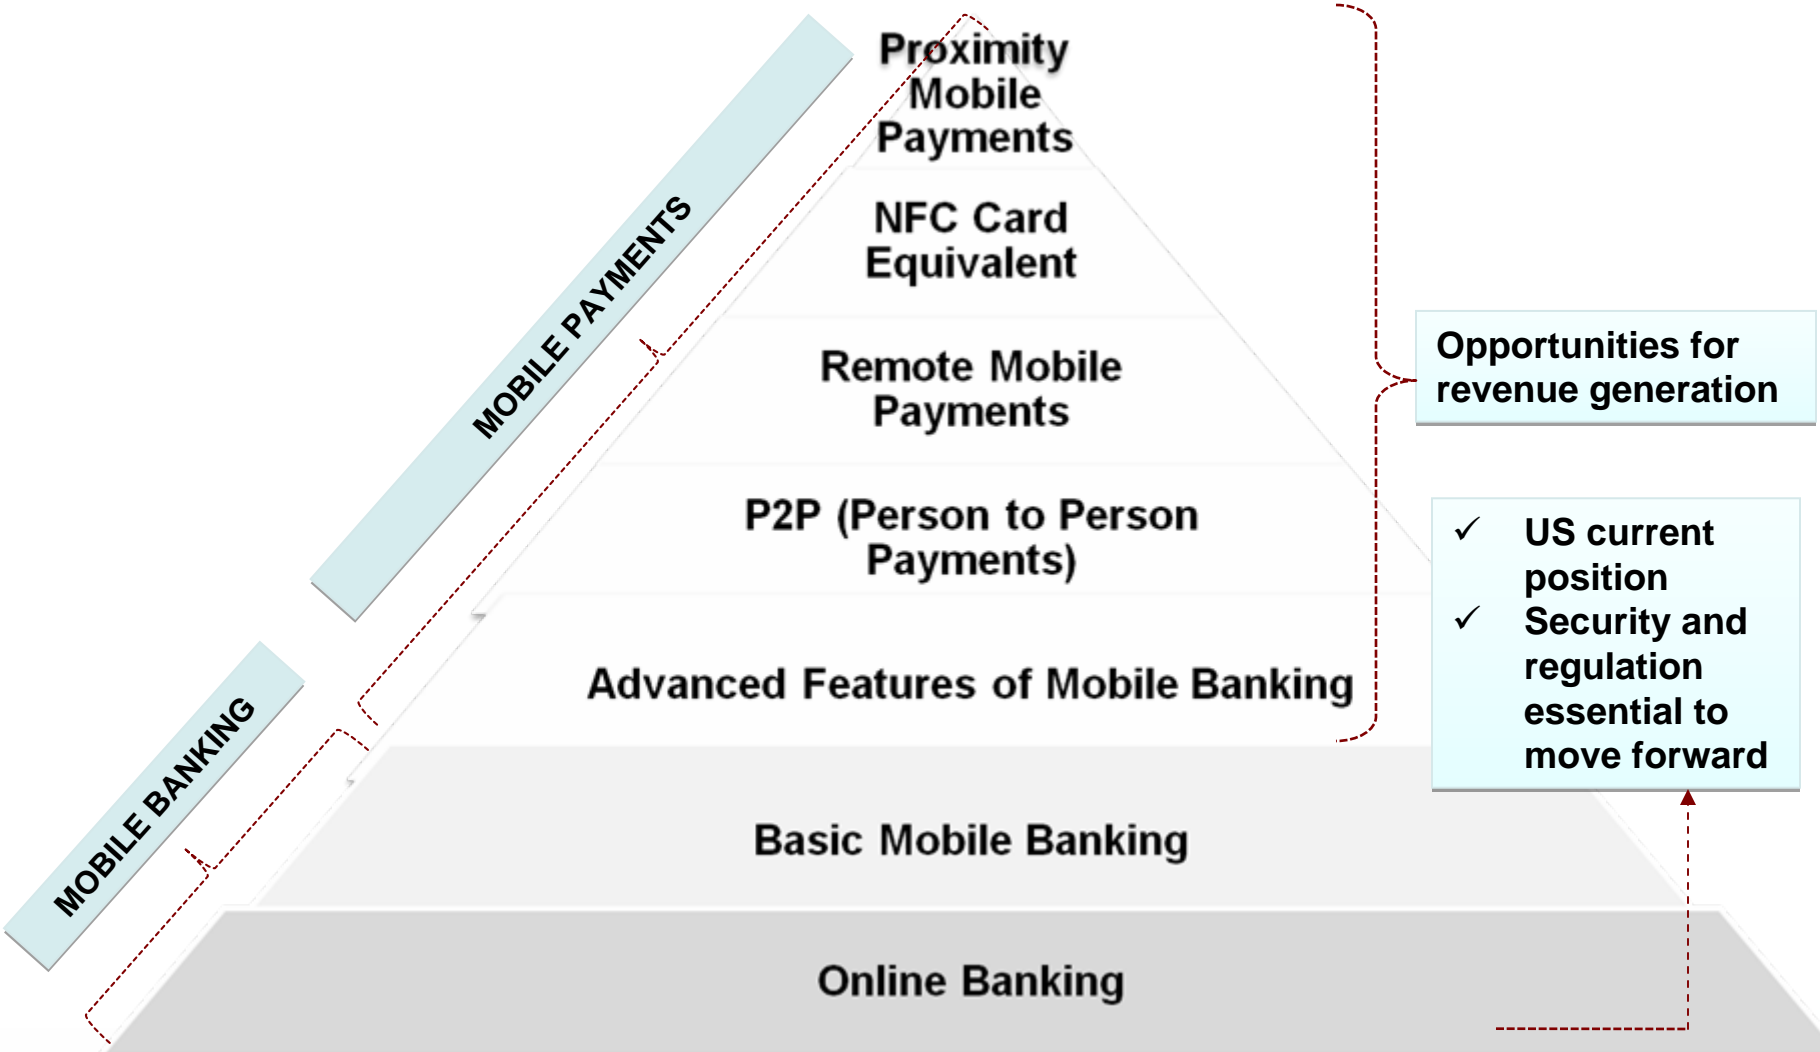 Proximity
Mobile
Payments
NFC Card
Equivalent
Remote Mobile
Payments
P2P (Person to Person
Payments)
Advanced Features of Mobile Banking
Basic Mobile Banking
Online Banking
MOBILE PAYMENTS
MOBILE BANKING
Opportunities for
revenue generation
✓ US current
position
✓ Security and
regulation
essential to
move forward